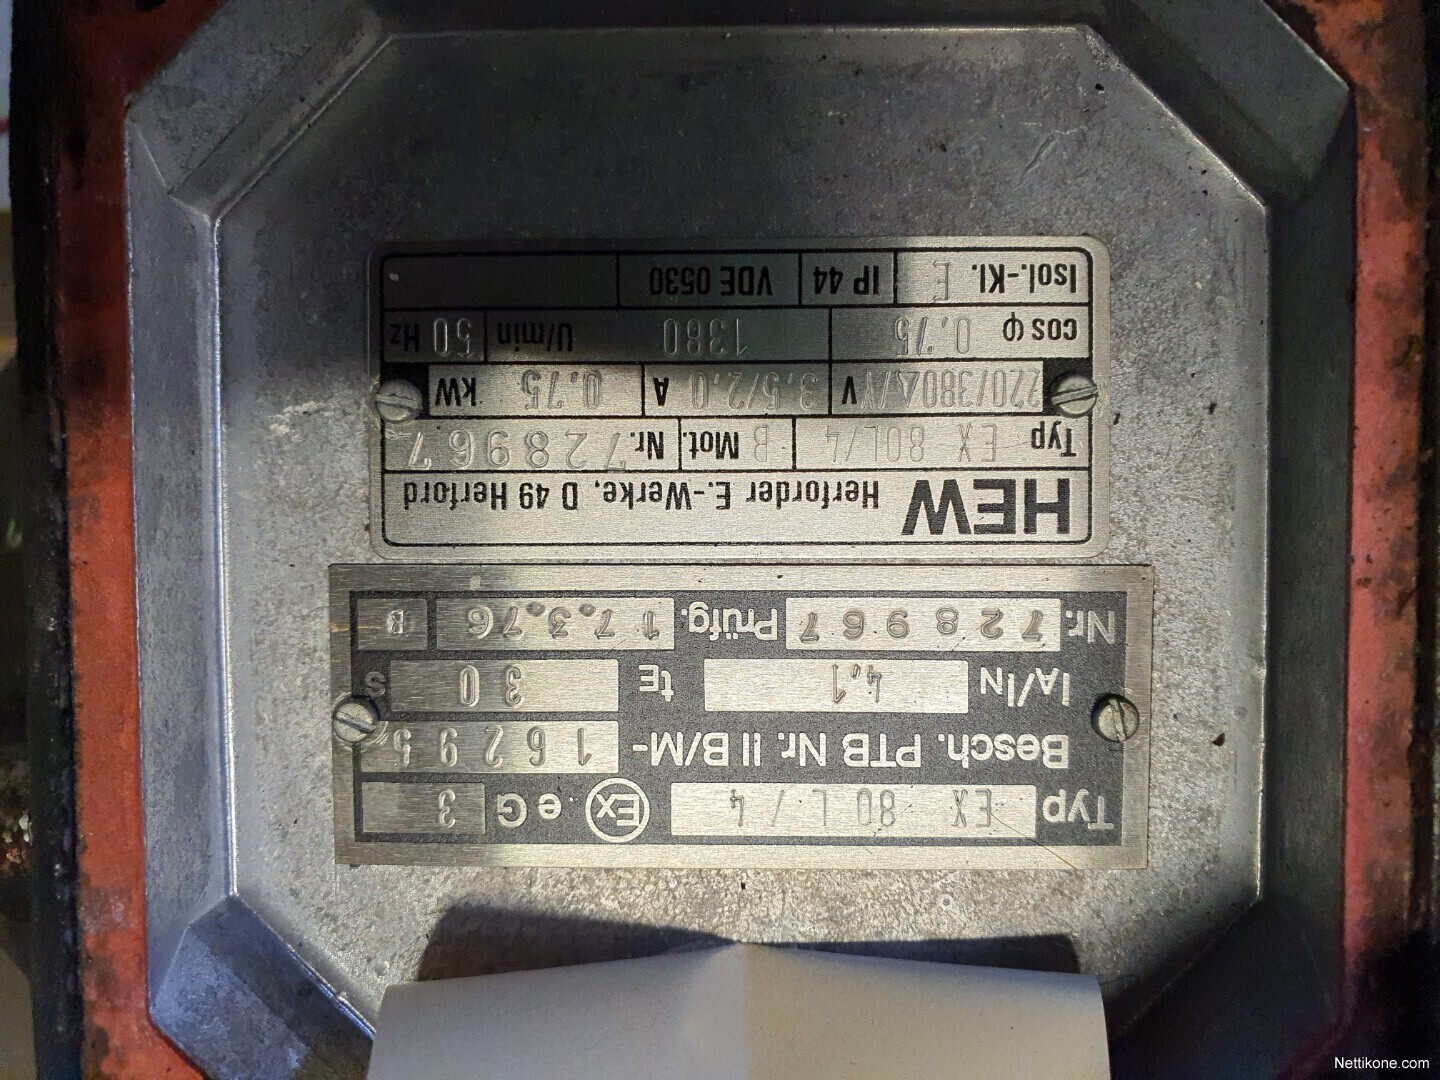 Typ EX 80 L / 4 Ex e G 3
Besch. PTB Nr. II B/M- 16295
IA/IN 4,1 tE 30 S
Nr. 728967 Prüfg. 17.3.76 B
HEW Herforder E.-Werke, D 49 Herford
Typ EX 80L/4 B Mot. Nr. 728967
220/380Δ/Y V 3,5/2,0 A 0,75 kW
cos φ 0,75 1380 U/min 50 Hz
Isol.-Kl. E IP 44 VDE 0530
Nettikone.com